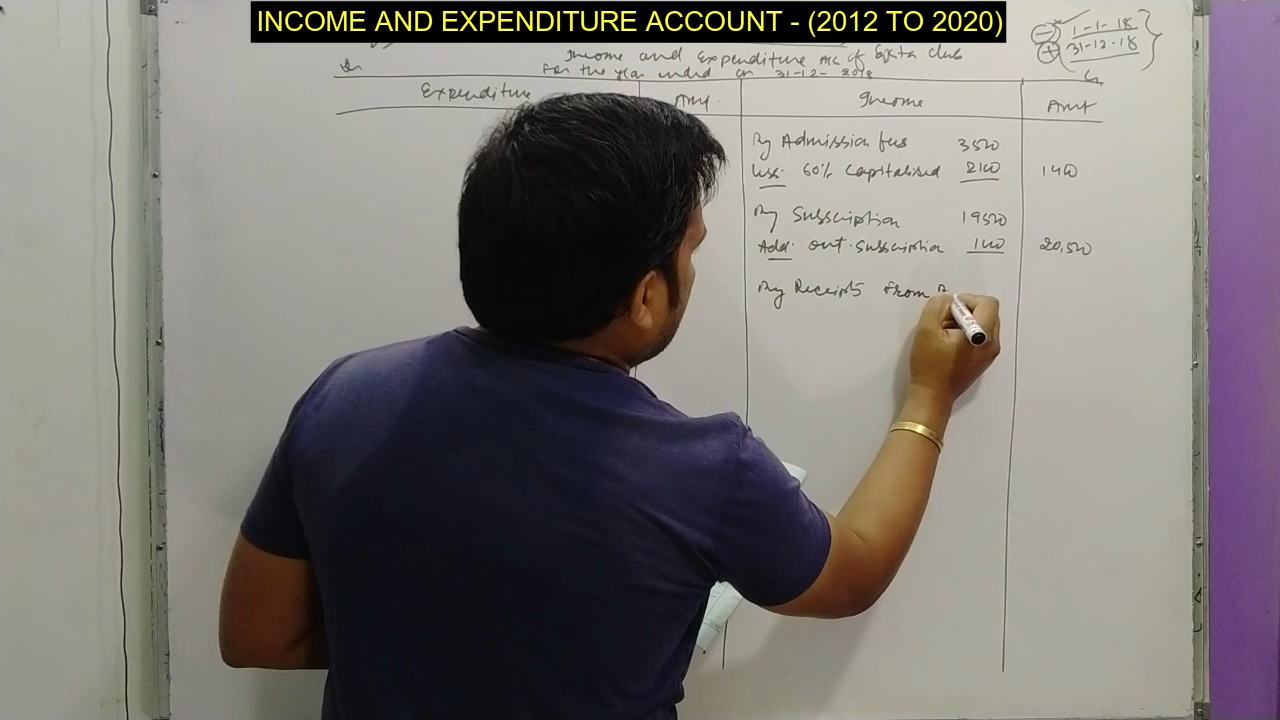 INCOME AND EXPENDITURE ACCOUNT - (2012 TO 2020)
- 1-1-18
+ 31-12-18
Income and Expenditure A/c of Ekta Club
For the year ended on 31-12-2018
Dr Cr
Expenditure Amt. Income Amt
By Admission fees 3500
Less: 60% Capitalised 2100 1400
By Subscription 19500
Add: out. Subscription 1000 20,500
By Receipts from